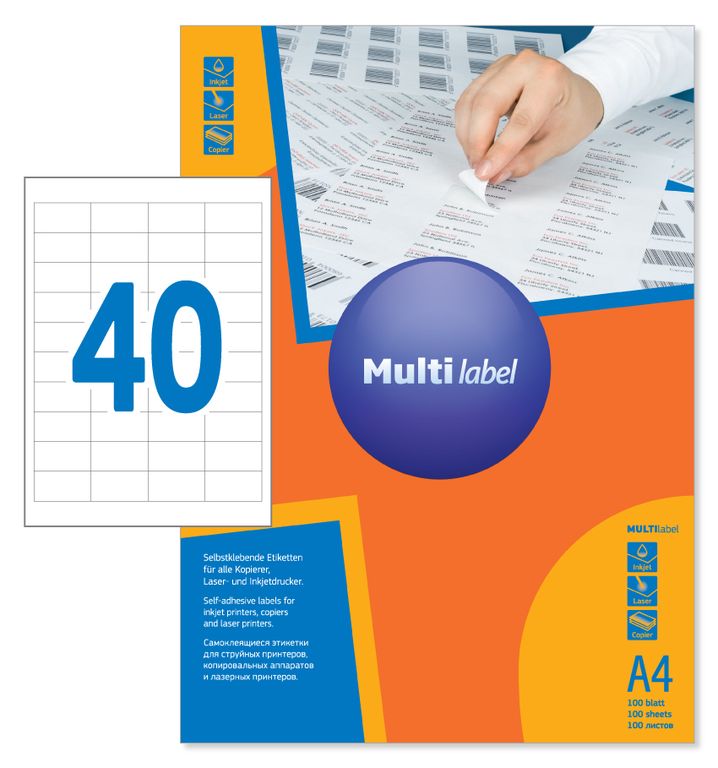 Inkjet
Laser
Copier
40
Multi label
Selbstklebende Etiketten
für alle Kopierer,
Laser- und Inkjetdrucker.
Self-adhesive labels for
inkjet printers, copiers
and laser printers.
Самоклеящиеся этикетки
для струйных принтеров,
копировальных аппаратов
и лазерных принтеров.
MULTIlabel
Inkjet
Laser
Copier
A4
100 blatt
100 sheets
100 листов